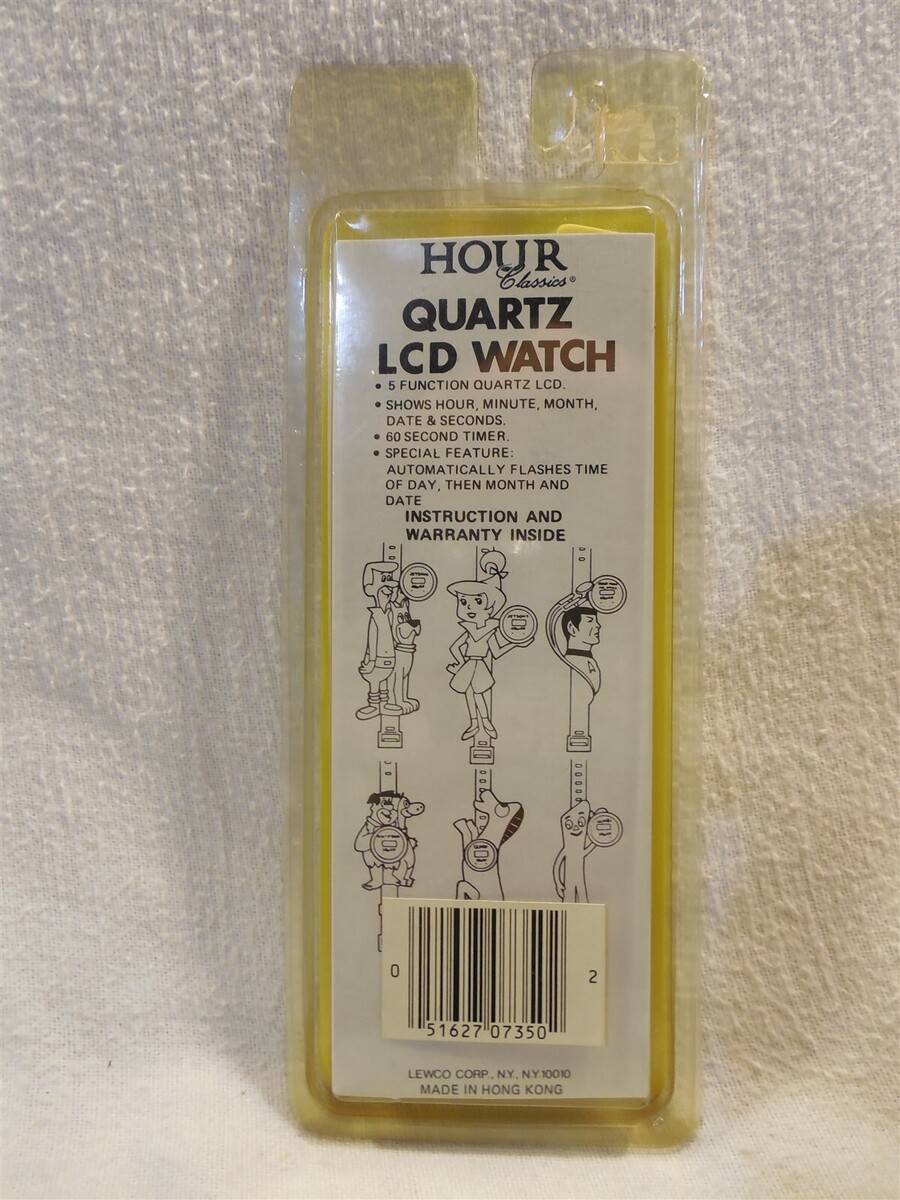 HOUR
Classics®
QUARTZ
LCD WATCH
• 5 FUNCTION QUARTZ LCD.
• SHOWS HOUR, MINUTE, MONTH,
DATE & SECONDS.
• 60 SECOND TIMER.
• SPECIAL FEATURE:
AUTOMATICALLY FLASHES TIME
OF DAY, THEN MONTH AND
DATE
INSTRUCTION AND
WARRANTY INSIDE
0 51627 07350 2
LEWCO CORP., N.Y., N.Y.10010
MADE IN HONG KONG